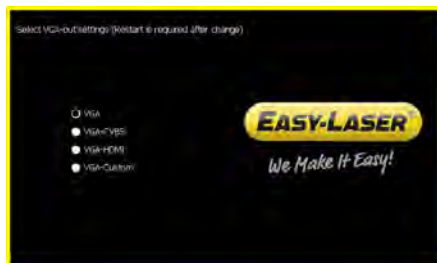 Select VGA-out settings (Restart is required after change)
VGA
VGA-CVBS
VGA-HDMI
VGA-Custom
EASY-LASER®
We Make It Easy!